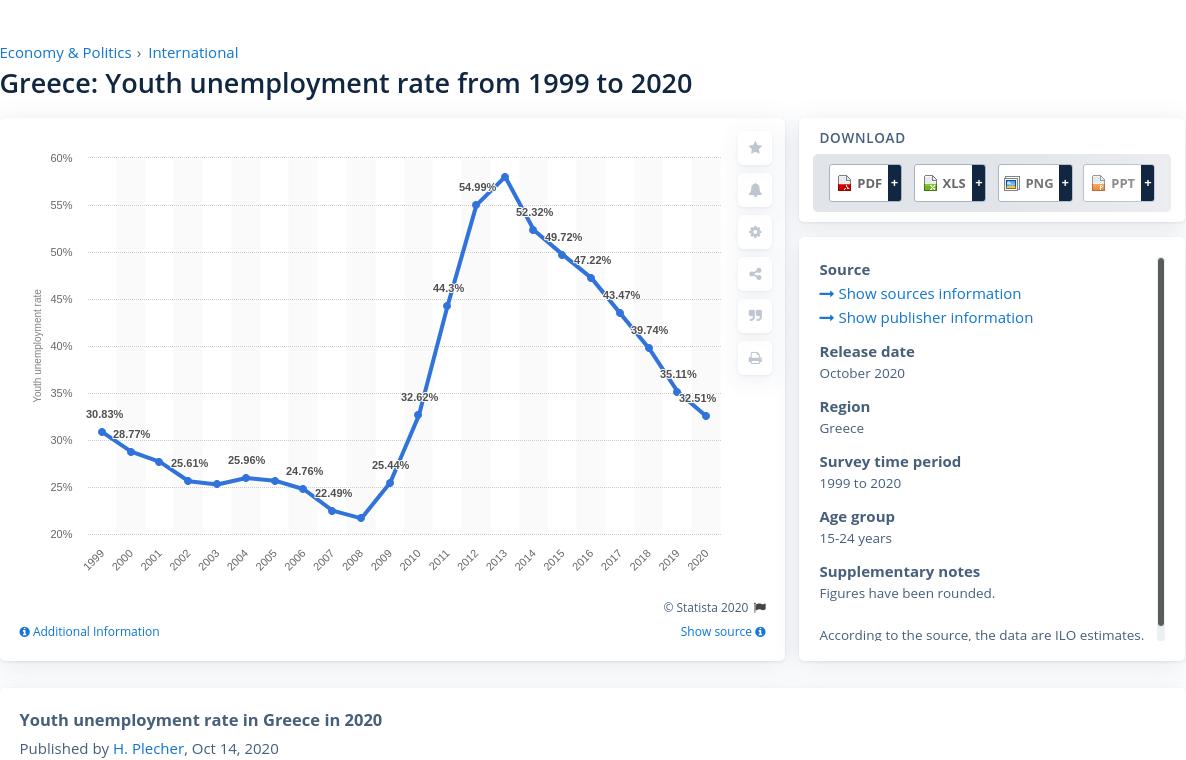 Economy & Politics › International
Greece: Youth unemployment rate from 1999 to 2020
Youth unemployment rate
60%
55%
50%
45%
40%
35%
30%
25%
20%
30.83%
28.77%
25.61%
25.96%
24.76%
22.49%
25.44%
32.62%
44.3%
54.99%
52.32%
49.72%
47.22%
43.47%
39.74%
35.11%
32.51%
1999
2000
2001
2002
2003
2004
2005
2006
2007
2008
2009
2010
2011
2012
2013
2014
2015
2016
2017
2018
2019
2020
© Statista 2020
Additional Information
Show source
DOWNLOAD
PDF +
XLS +
PNG +
PPT +
Source
Show sources information
Show publisher information
Release date
October 2020
Region
Greece
Survey time period
1999 to 2020
Age group
15-24 years
Supplementary notes
Figures have been rounded.
According to the source, the data are ILO estimates.
Youth unemployment rate in Greece in 2020
Published by H. Plecher, Oct 14, 2020